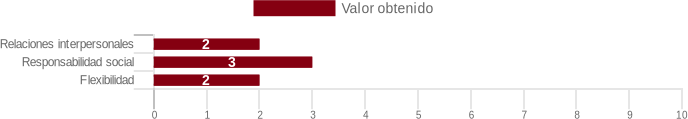 Valor obtenido
Relaciones interpersonales 2
Responsabilidad social 3
Flexibilidad 2
0 1 2 3 4 5 6 7 8 9 10